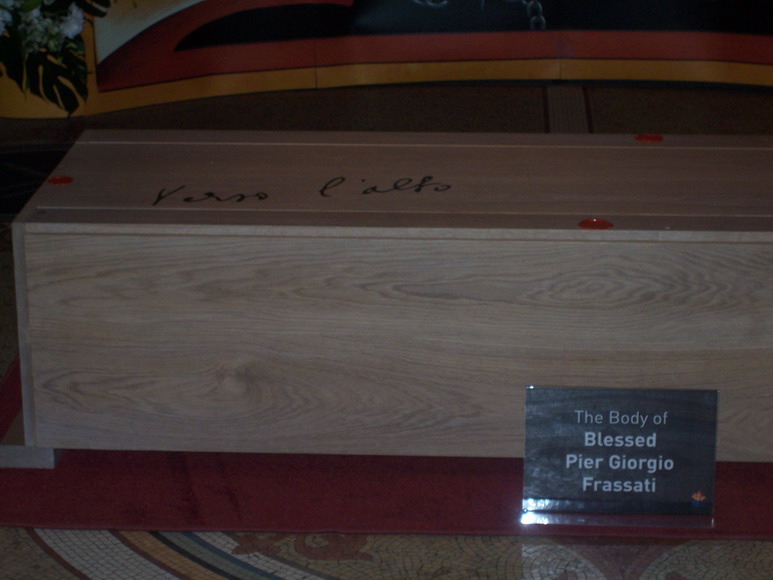 Verso l'alto
The Body of
Blessed
Pier Giorgio
Frassati